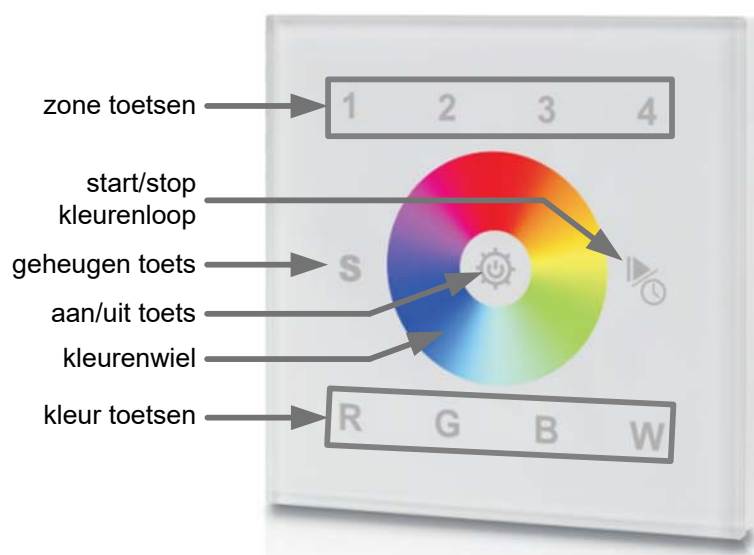 zone toetsen
1 2 3 4
start/stop
kleurenloop
geheugen toets
S
aan/uit toets
kleurenwiel
kleur toetsen
R G B W